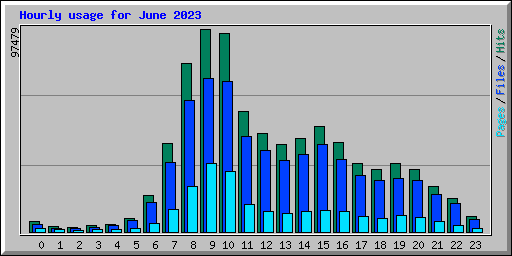 Hourly usage for June 2023
97479
Pages/Files/Hits
0 1 2 3 4 5 6 7 8 9 10 11 12 13 14 15 16 17 18 19 20 21 22 23